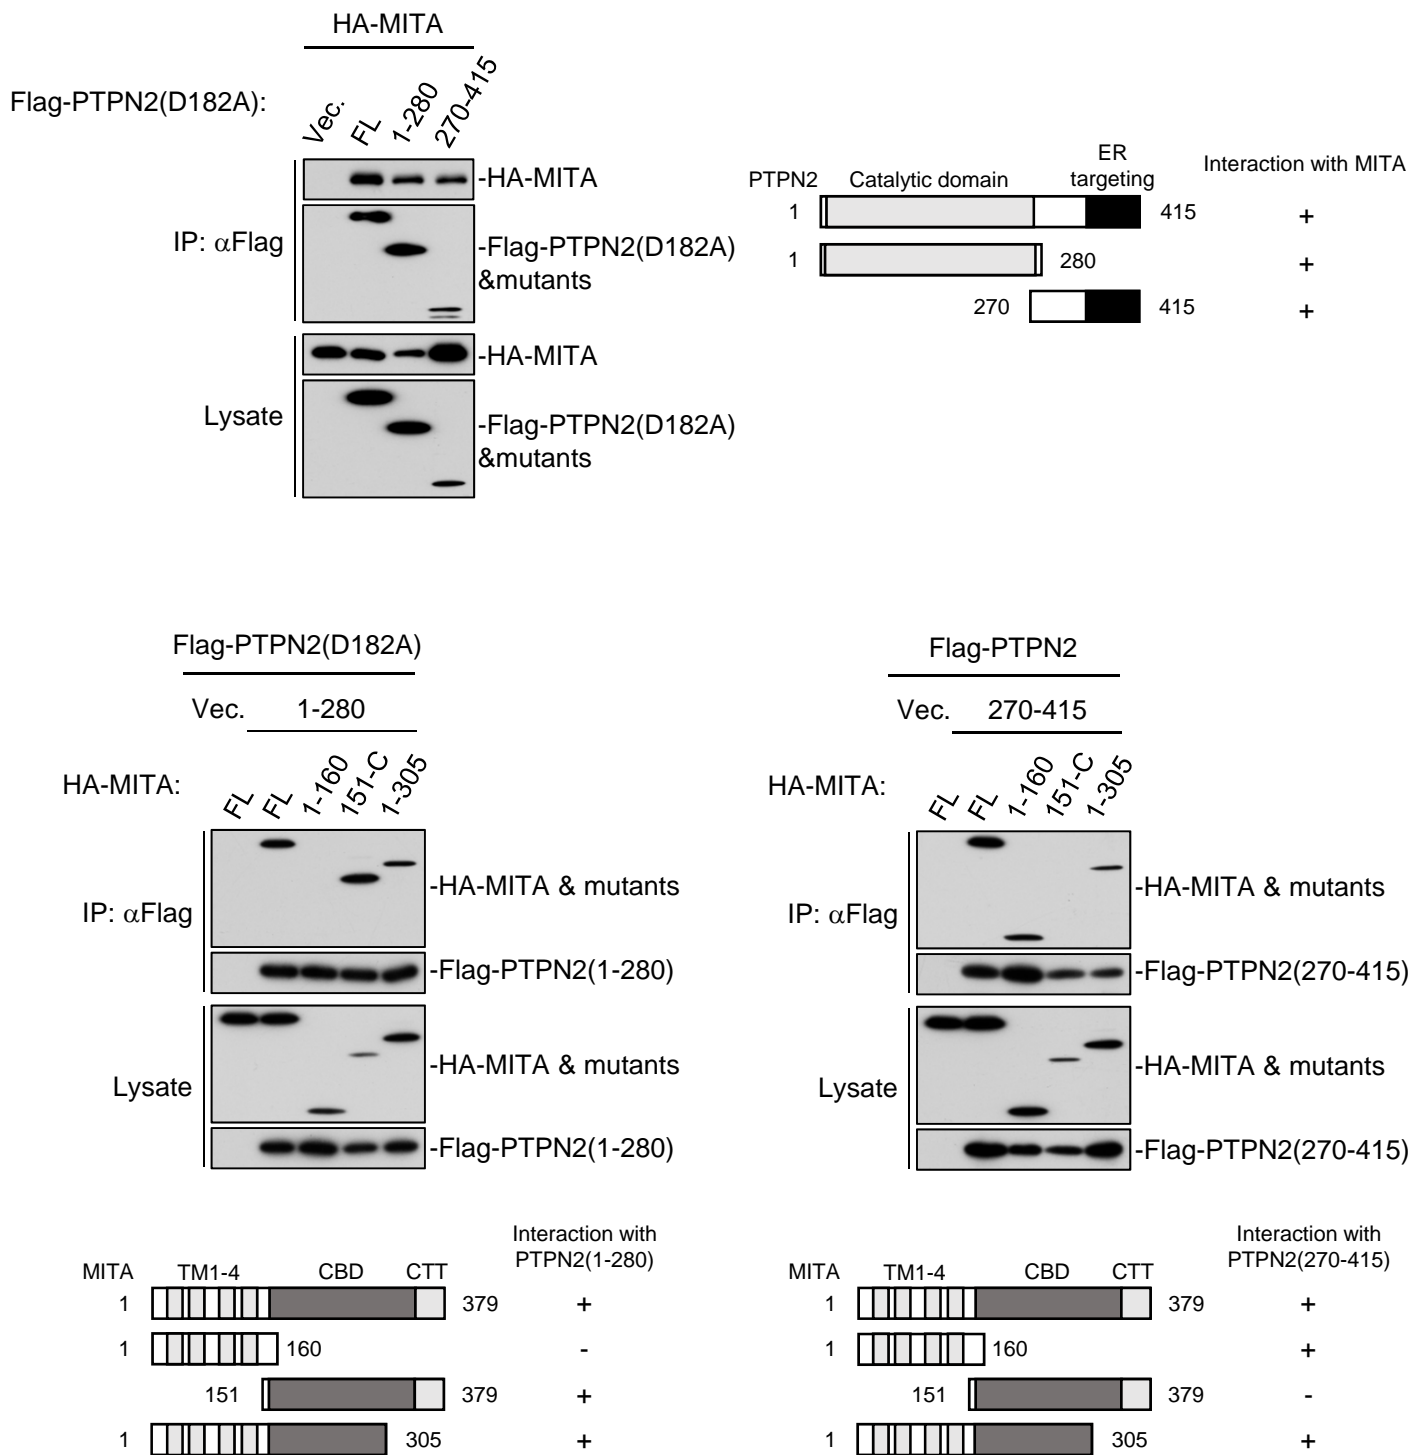 HA-MITA
Flag-PTPN2(D182A):
Vec. FL 1-280 270-415
IP: αFlag
-HA-MITA
-Flag-PTPN2(D182A)
&mutants
Lysate
-HA-MITA
-Flag-PTPN2(D182A)
&mutants
PTPN2 Catalytic domain ER targeting Interaction with MITA
1 415 +
1 280 +
270 415 +
Flag-PTPN2(D182A)
Vec. 1-280
HA-MITA: FL FL 1-160 151-C 1-305
IP: αFlag
-HA-MITA & mutants
-Flag-PTPN2(1-280)
Lysate
-HA-MITA & mutants
-Flag-PTPN2(1-280)
Interaction with
PTPN2(1-280)
MITA TM1-4 CBD CTT
1 379 +
1 160 -
151 379 +
1 305 +
Flag-PTPN2
Vec. 270-415
HA-MITA: FL FL 1-160 151-C 1-305
IP: αFlag
-HA-MITA & mutants
-Flag-PTPN2(270-415)
Lysate
-HA-MITA & mutants
-Flag-PTPN2(270-415)
Interaction with
PTPN2(270-415)
MITA TM1-4 CBD CTT
1 379 +
1 160 +
151 379 -
1 305 +